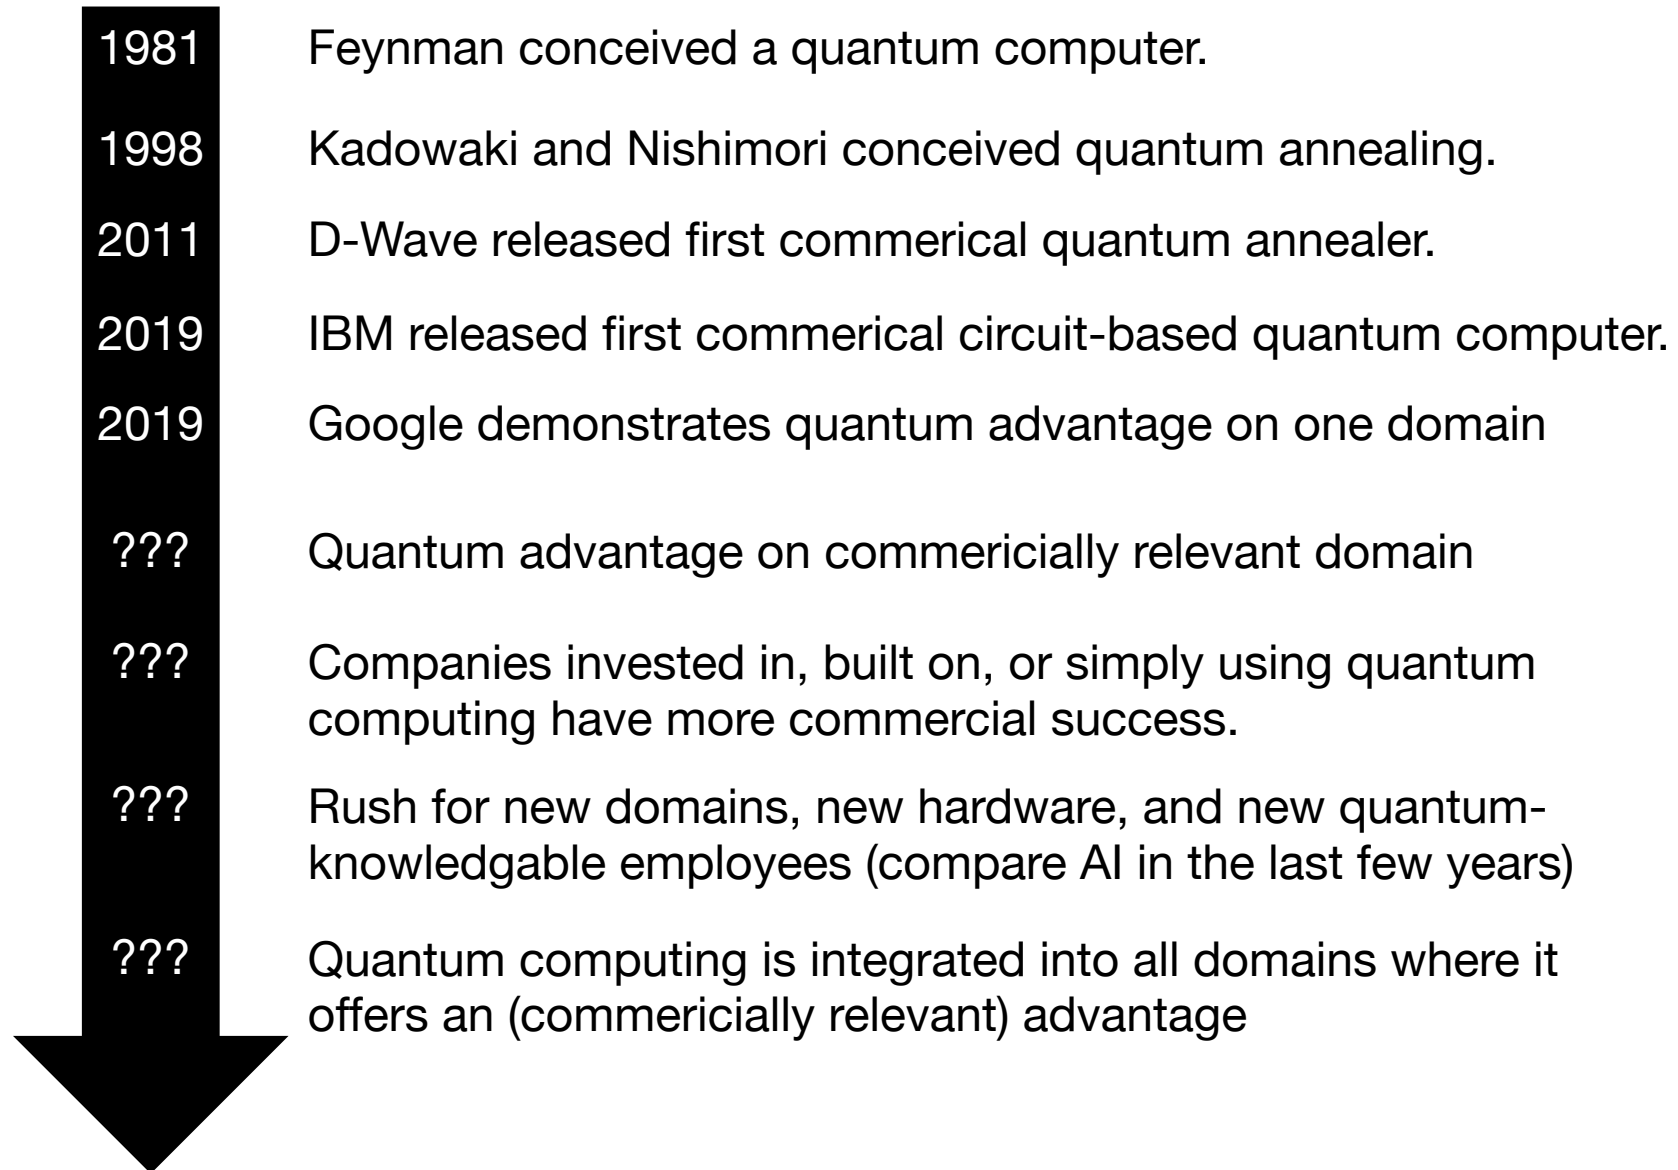 1981 Feynman conceived a quantum computer.
1998 Kadowaki and Nishimori conceived quantum annealing.
2011 D-Wave released first commerical quantum annealer.
2019 IBM released first commerical circuit-based quantum computer.
2019 Google demonstrates quantum advantage on one domain
??? Quantum advantage on commericially relevant domain
??? Companies invested in, built on, or simply using quantum
computing have more commercial success.
??? Rush for new domains, new hardware, and new quantum-
knowledgable employees (compare AI in the last few years)
??? Quantum computing is integrated into all domains where it
offers an (commericially relevant) advantage